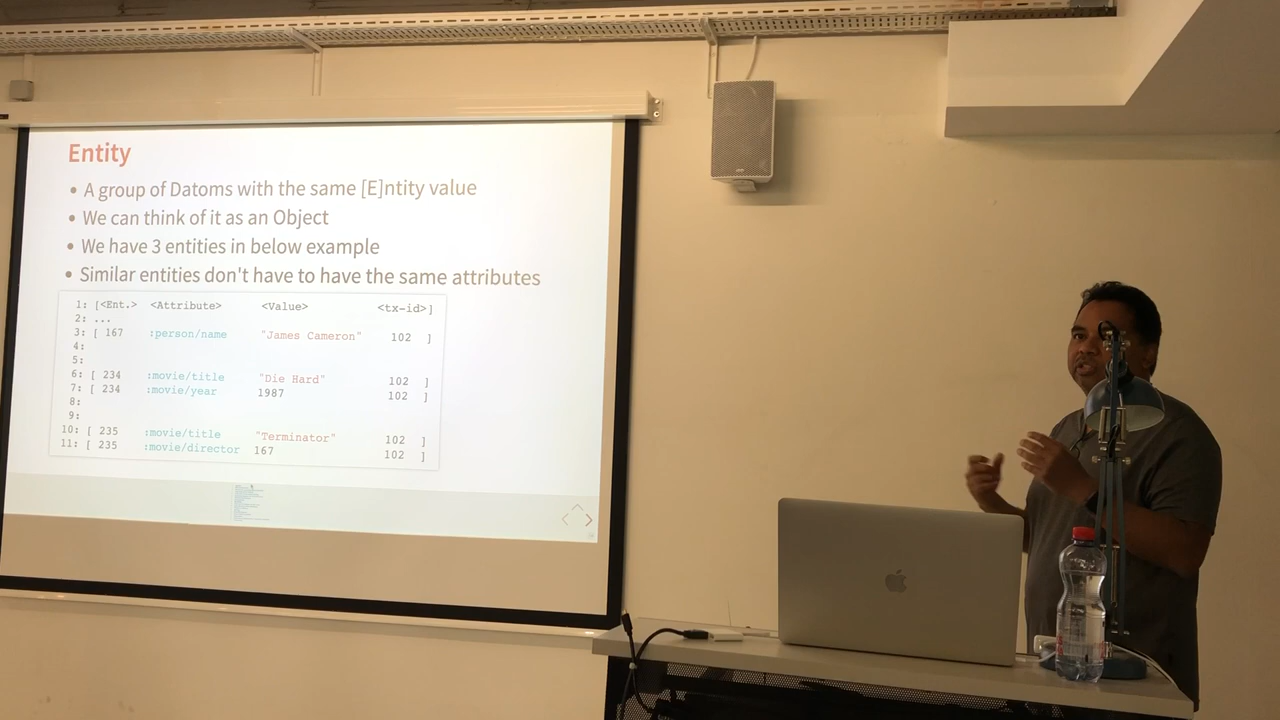 Entity
• A group of Datoms with the same [E]ntity value
• We can think of it as an Object
• We have 3 entities in below example
• Similar entities don't have to have the same attributes
1: [<Ent.> <Attribute> <Value> <tx-id>]
2: ...
3: [ 167 :person/name "James Cameron" 102 ]
4:
5:
6: [ 234 :movie/title "Die Hard" 102 ]
7: [ 234 :movie/year 1987 102 ]
8:
9:
10: [ 235 :movie/title "Terminator" 102 ]
11: [ 235 :movie/director 167 102 ]